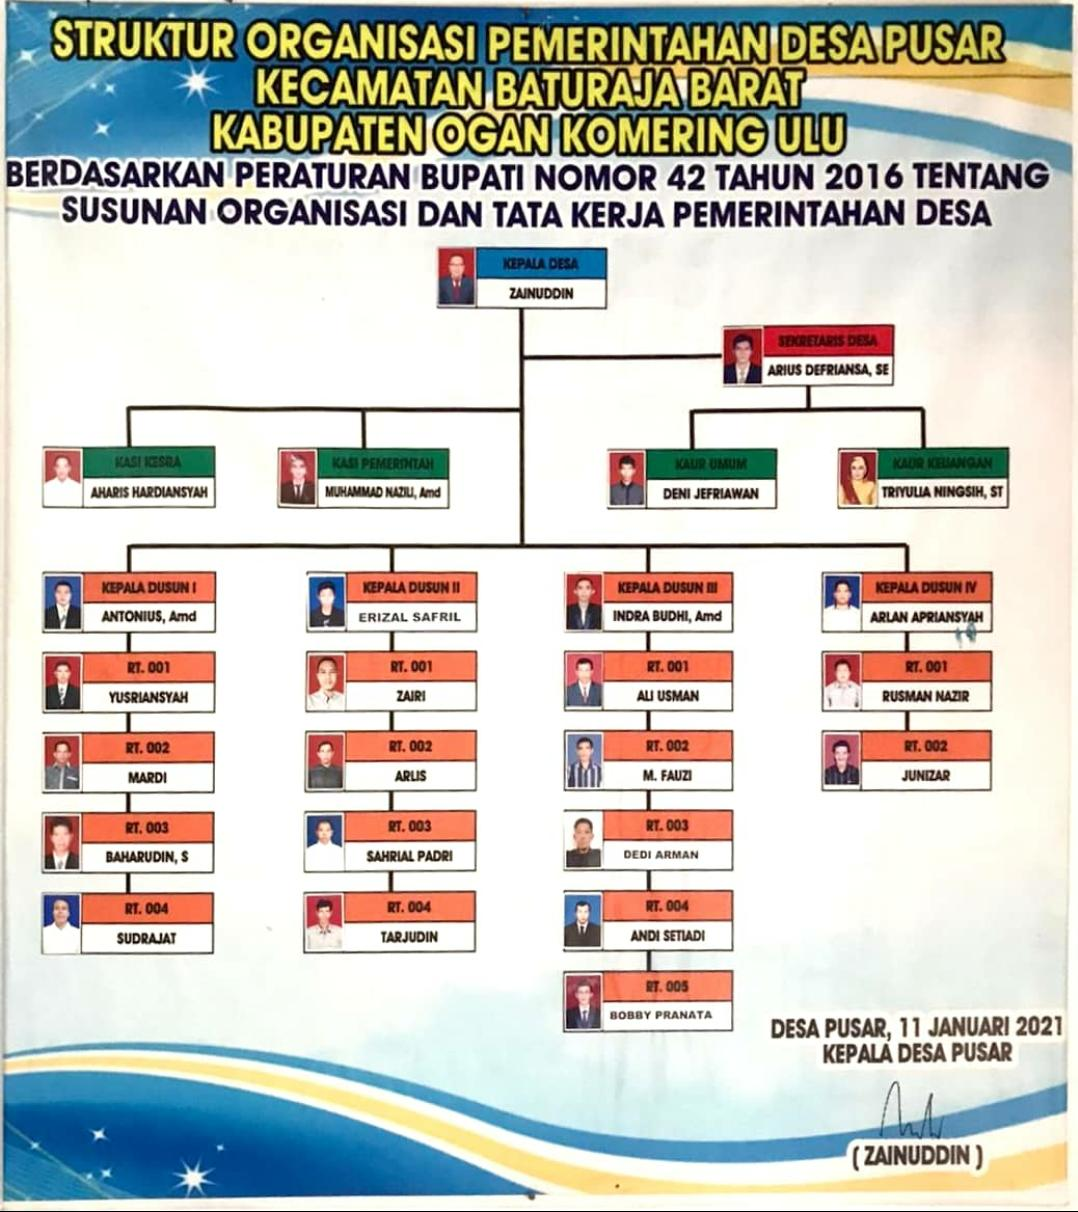 STRUKTUR ORGANISASI PEMERINTAHAN DESA PUSAR
KECAMATAN BATURAJA BARAT
KABUPATEN OGAN KOMERING ULU
BERDASARKAN PERATURAN BUPATI NOMOR 42 TAHUN 2016 TENTANG
SUSUNAN ORGANISASI DAN TATA KERJA PEMERINTAHAN DESA
KEPALA DESA
ZAINUDDIN
SEKRETARIS DESA
ARIUS DEFRIANSA, SE
KASI KESRA
AHARIS HARDIANSYAH
KASI PEMERINTAH
MUHAMMAD NAZILI, Amd
KAUR UMUM
DENI JEFRIAWAN
KAUR KEUANGAN
TRIYULIA NINGSIH, ST
KEPALA DUSUN I
ANTONIUS, Amd
RT. 001
YUSRIANSYAH
RT. 002
MARDI
RT. 003
BAHARUDIN, S
RT. 004
SUDRAJAT
KEPALA DUSUN II
ERIZAL SAFRIL
RT. 001
ZAIRI
RT. 002
ARLIS
RT. 003
SAHRIAL PADRI
RT. 004
TARJUDIN
KEPALA DUSUN III
INDRA BUDHI, Amd
RT. 001
ALI USMAN
RT. 002
M. FAUZI
RT. 003
DEDI ARMAN
RT. 004
ANDI SETIADI
RT. 005
BOBBY PRANATA
KEPALA DUSUN IV
ARLAN APRIANSYAH
RT. 001
RUSMAN NAZIR
RT. 002
JUNIZAR
DESA PUSAR, 11 JANUARI 2021
KEPALA DESA PUSAR
( ZAINUDDIN )